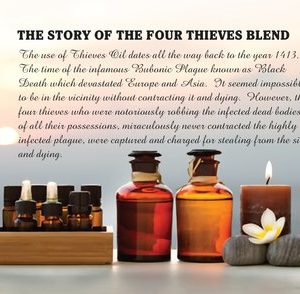 THE STORY OF THE FOUR THIEVES BLEND
The use of Thieves Oil dates all the way back to the year 1413.
The time of the infamous Bubonic Plague known as Black
Death which devastated Europe and Asia. It seemed impossible
to be in the vicinity without contracting it and dying. However, th
four thieves who were notoriously robbing the infected dead bodies
of all their possessions, miraculously never contracted the highly
infected plague, were captured and charged for stealing from the si
and dying.